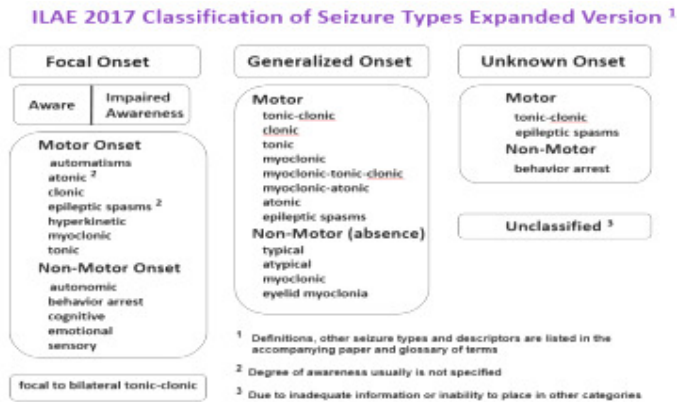 ILAE 2017 Classification of Seizure Types Expanded Version 1
Focal Onset
Aware
Impaired
Awareness
Motor Onset
automatisms
atonic 2
clonic
epileptic spasms 2
hyperkinetic
myoclonic
tonic
Non-Motor Onset
autonomic
behavior arrest
cognitive
emotional
sensory
focal to bilateral tonic-clonic
Generalized Onset
Motor
tonic-clonic
clonic
tonic
myoclonic
myoclonic-tonic-clonic
myoclonic-atonic
atonic
epileptic spasms
Non-Motor (absence)
typical
atypical
myoclonic
eyelid myoclonia
Unknown Onset
Motor
tonic-clonic
epileptic spasms
Non-Motor
behavior arrest
Unclassified 3
1 Definitions, other seizure types and descriptors are listed in the
accompanying paper and glossary of terms
2 Degree of awareness usually is not specified
3 Due to inadequate information or inability to place in other categories